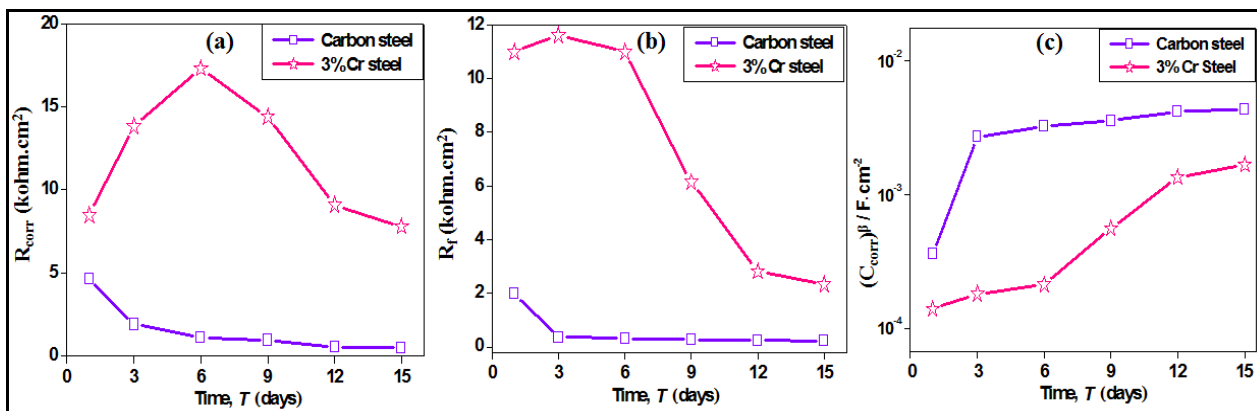 (a)
Carbon steel
3%Cr steel
R_corr (kohm.cm²)
20
15
10
5
0
0 3 6 9 12 15
Time, T (days)
(b)
Carbon steel
3%Cr steel
R_f (kohm.cm²)
12
10
8
6
4
2
0
0 3 6 9 12 15
Time, T (days)
(c)
Carbon steel
3%Cr Steel
(C_corr)^β / F.cm⁻²
10⁻²
10⁻³
10⁻⁴
0 3 6 9 12 15
Time, T (days)